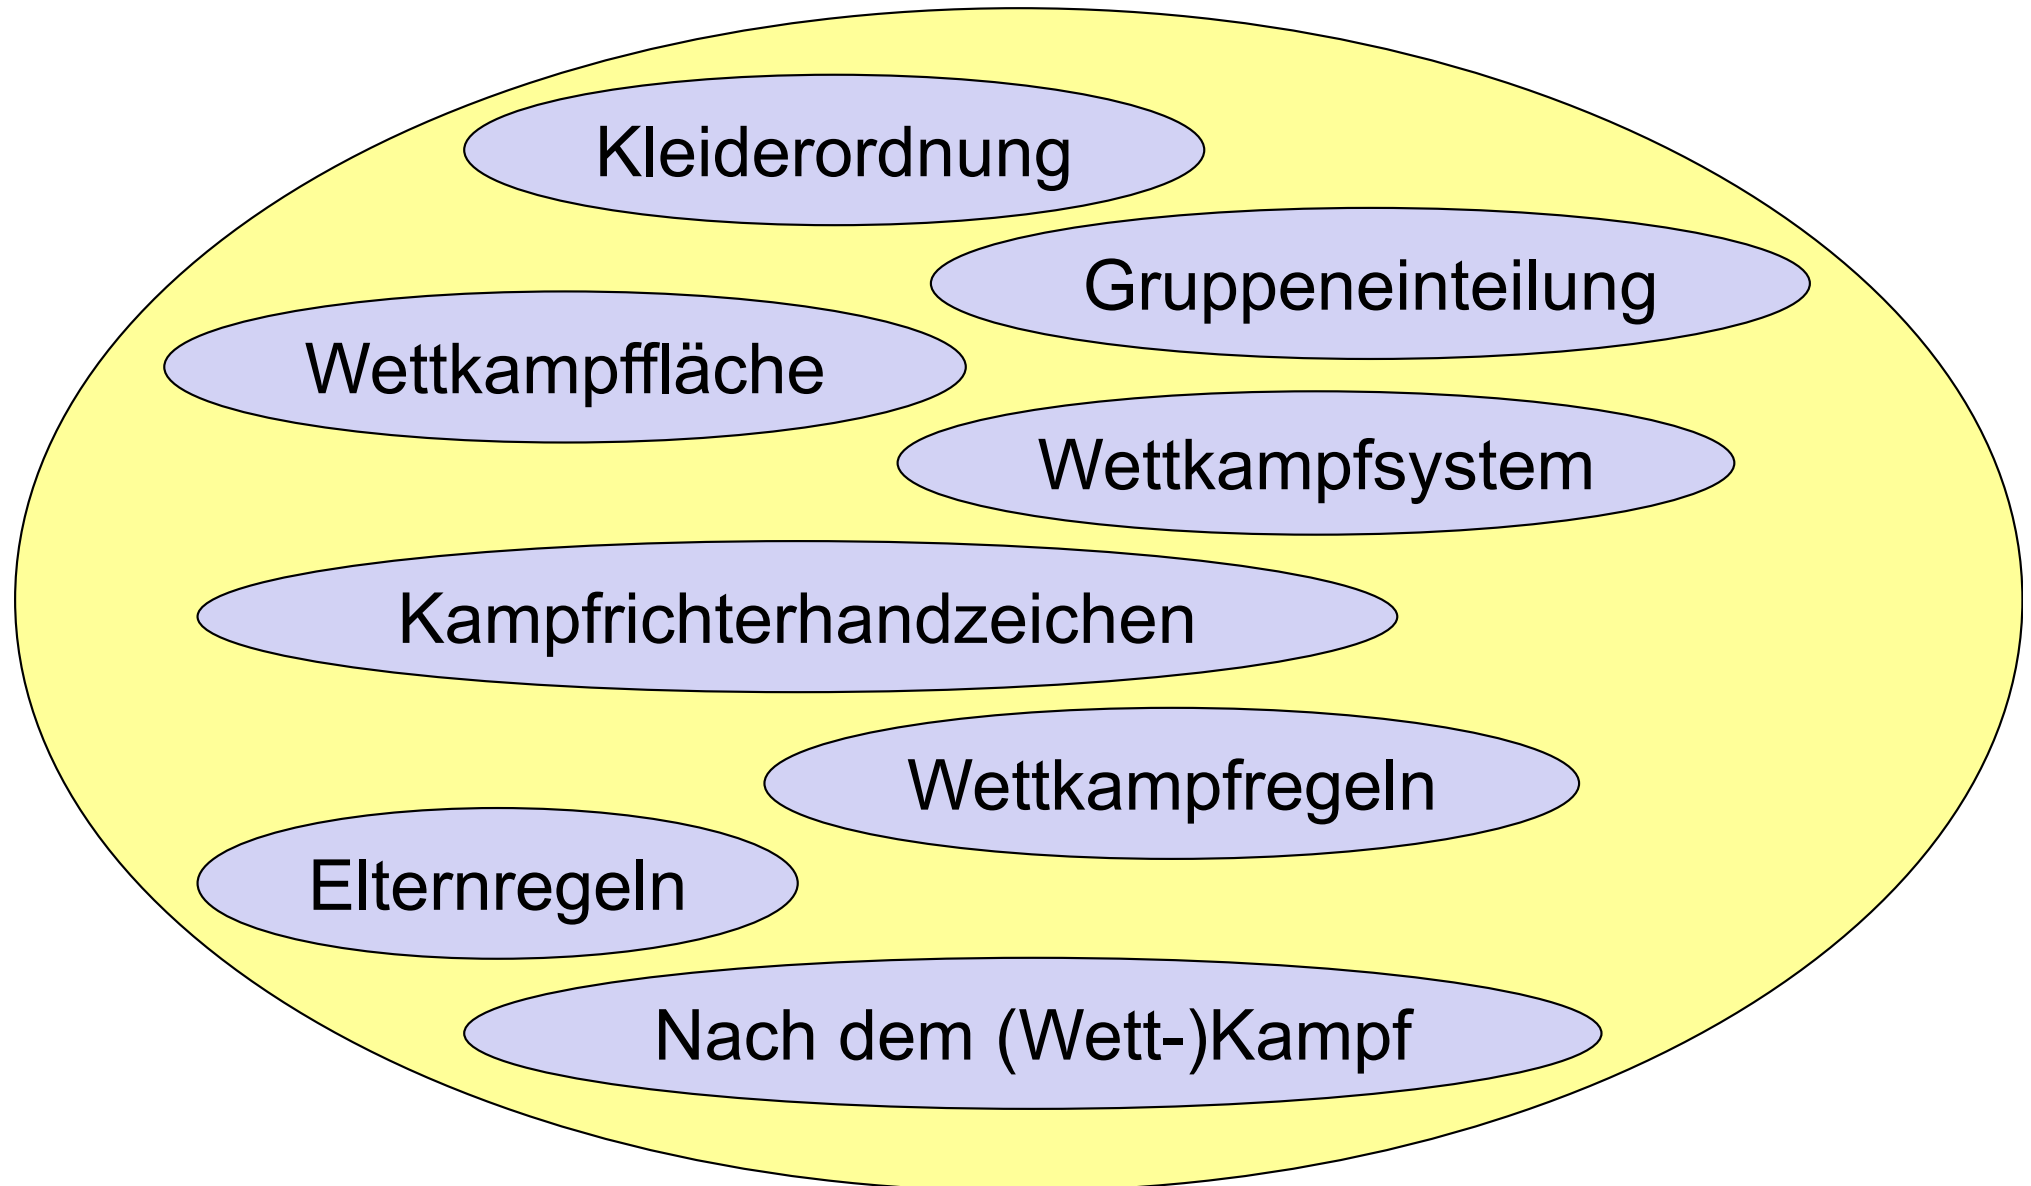 Kleiderordnung
Gruppeneinteilung
Wettkampffläche
Wettkampfsystem
Kampfrichterhandzeichen
Wettkampfregeln
Elternregeln
Nach dem (Wett-)Kampf